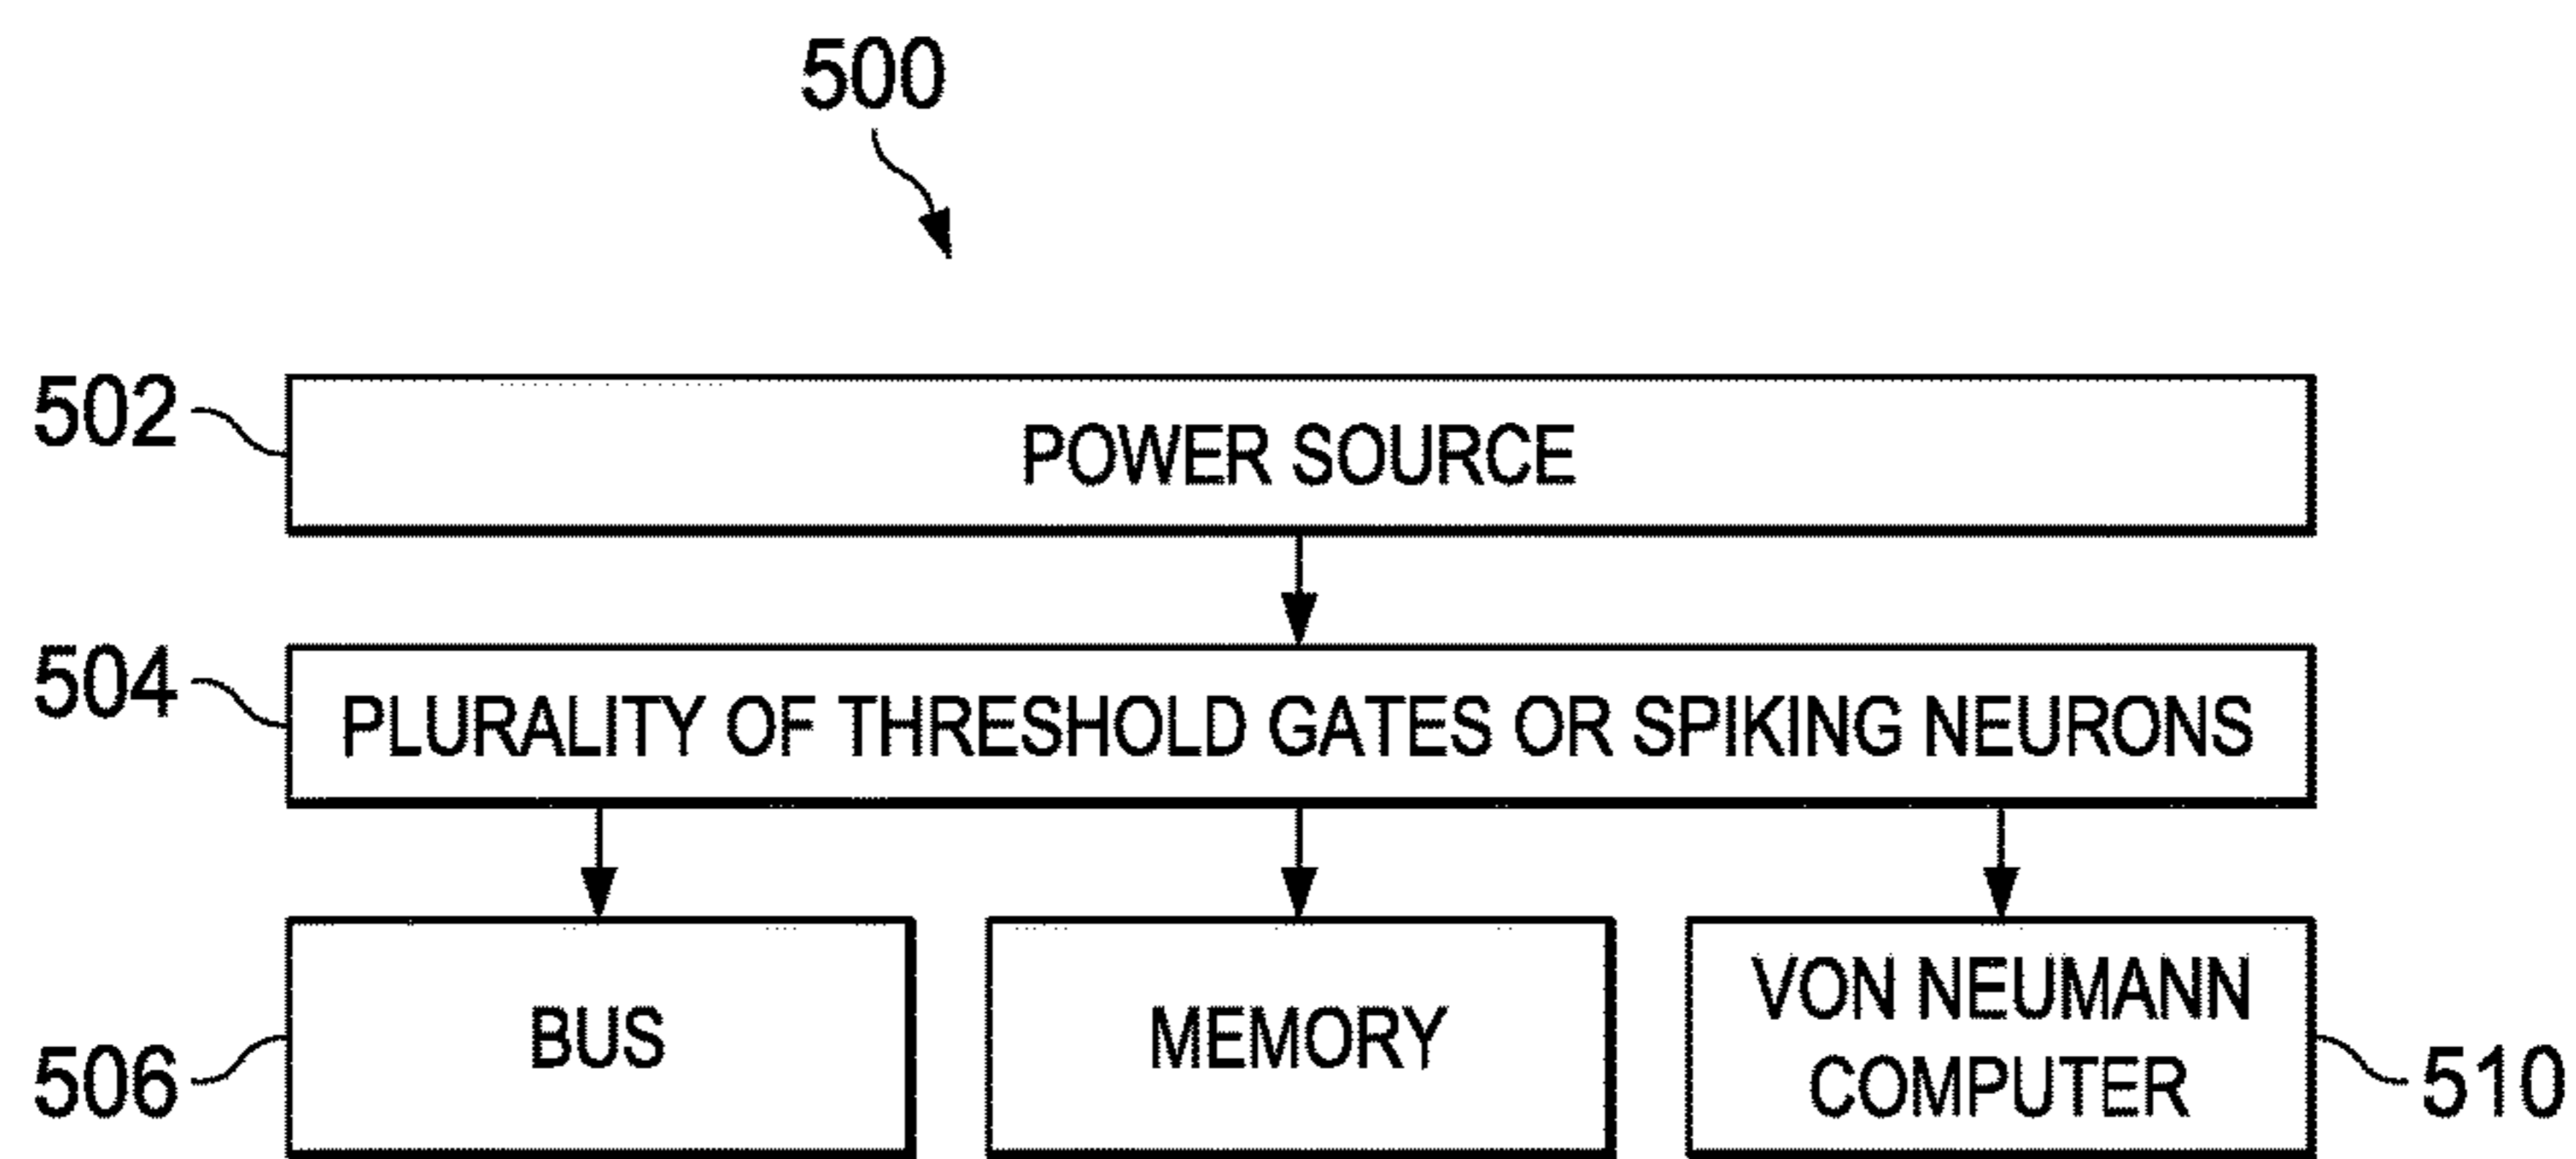 500
502
POWER SOURCE
504
PLURALITY OF THRESHOLD GATES OR SPIKING NEURONS
506
BUS
MEMORY
VON NEUMANN
COMPUTER
510